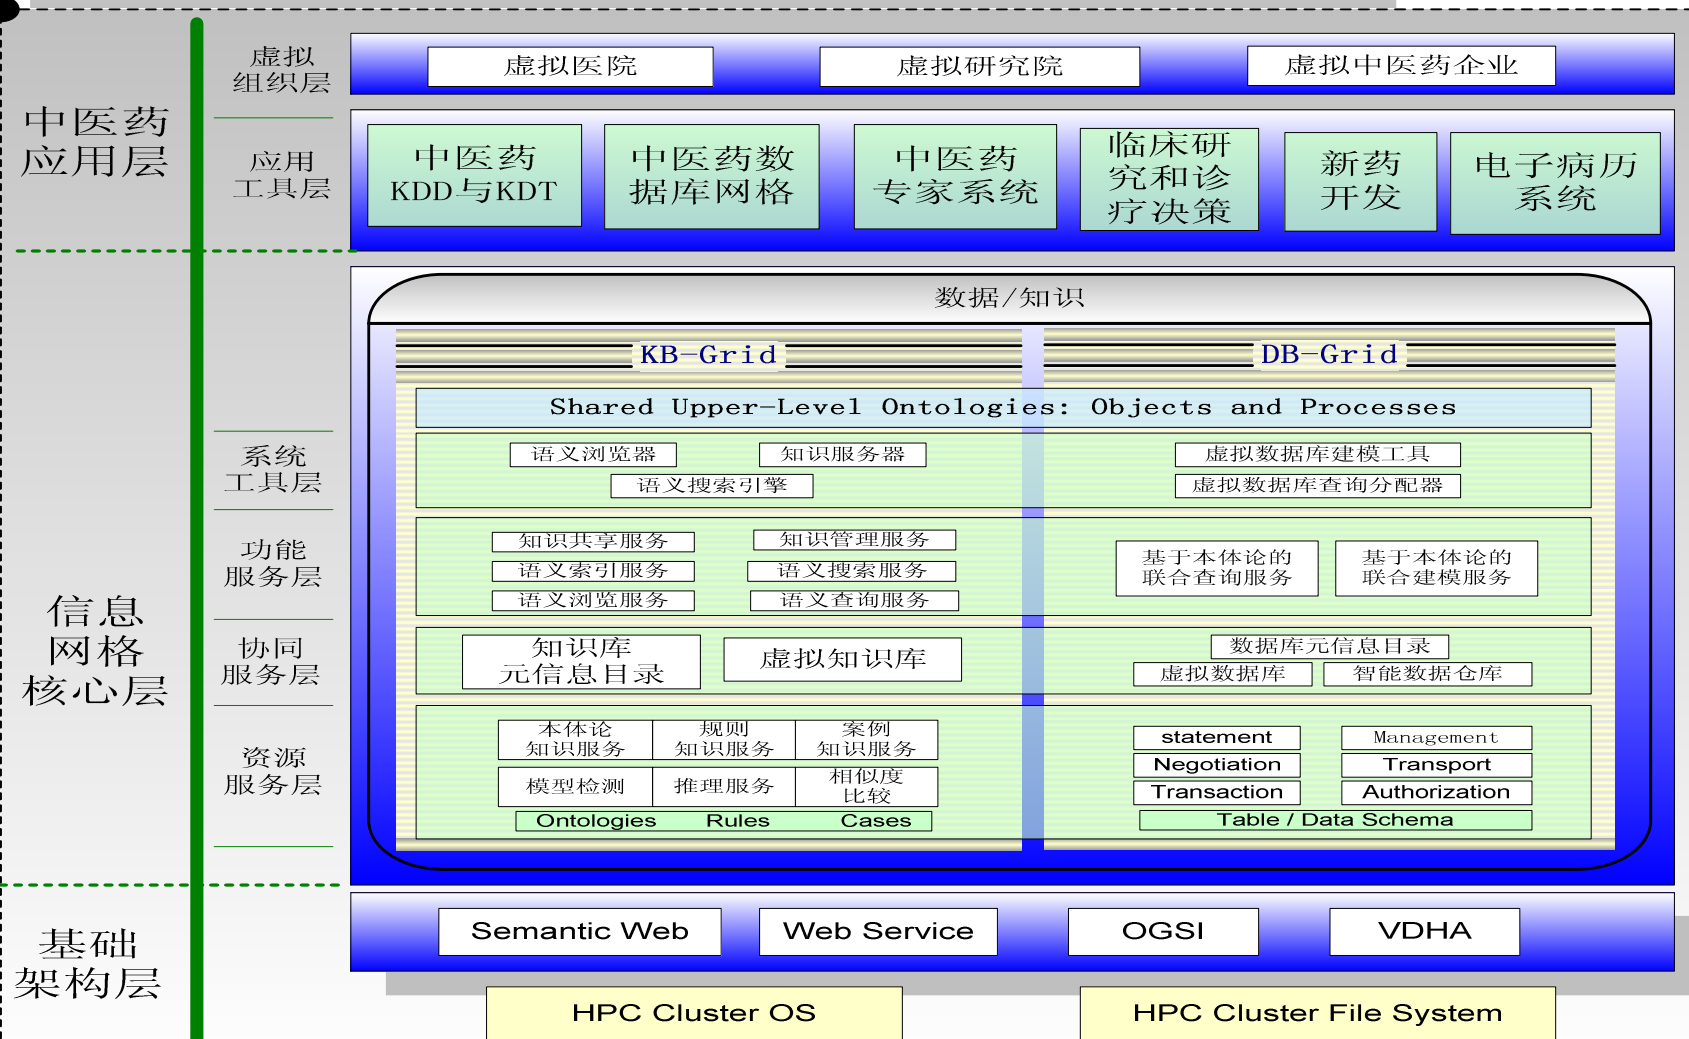 中医药
应用层
虚拟
组织层
虚拟医院
虚拟研究院
虚拟中医药企业
应用
工具层
中医药
KDD与KDT
中医药数
据库网格
中医药
专家系统
临床研
究和诊
疗决策
新药
开发
电子病历
系统
信息
网格
核心层
数据/知识
KB-Grid
DB-Grid
Shared Upper-Level Ontologies: Objects and Processes
系统
工具层
语义浏览器
知识服务器
语义搜索引擎
虚拟数据库建模工具
虚拟数据库查询分配器
功能
服务层
知识共享服务
知识管理服务
语义索引服务
语义搜索服务
语义浏览服务
语义查询服务
基于本体论的
联合查询服务
基于本体论的
联合建模服务
协同
服务层
知识库
元信息目录
虚拟知识库
数据库元信息目录
虚拟数据库
智能数据仓库
资源
服务层
本体论
知识服务
规则
知识服务
案例
知识服务
模型检测
推理服务
相似度
比较
Ontologies
Rules
Cases
statement
Management
Negotiation
Transport
Transaction
Authorization
Table / Data Schema
基础
架构层
Semantic Web
Web Service
OGSI
VDHA
HPC Cluster OS
HPC Cluster File System